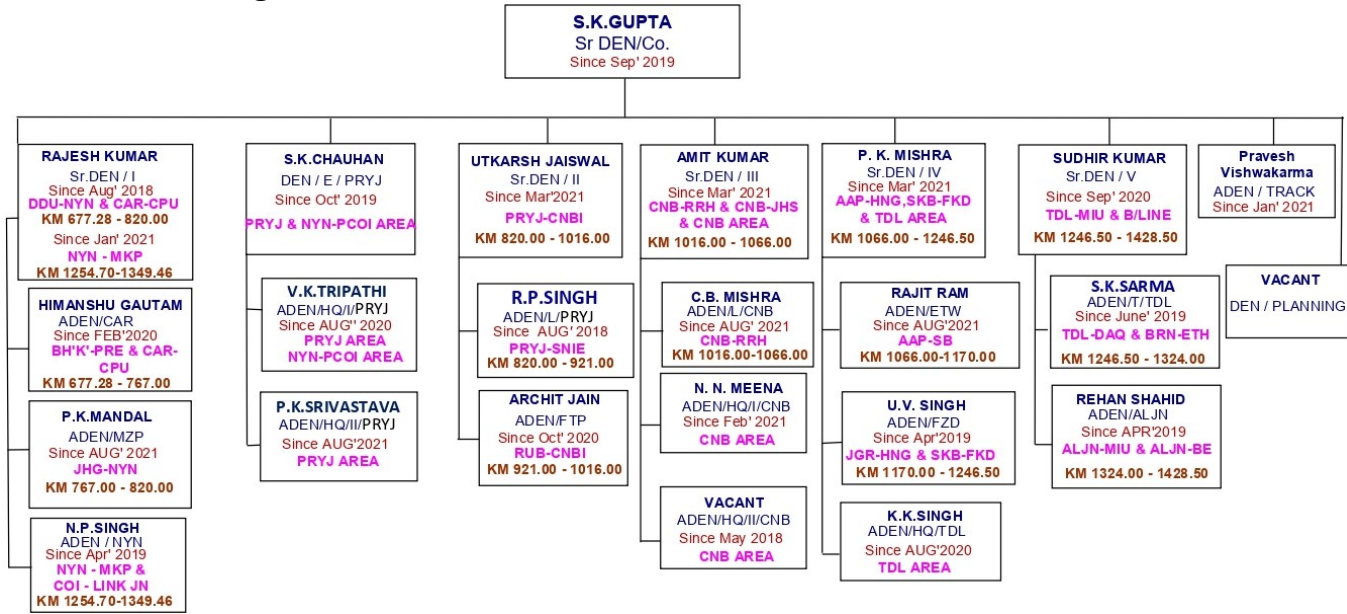 S.K.GUPTA
Sr DEN/Co.
Since Sep' 2019
RAJESH KUMAR
Sr.DEN / I
Since Aug' 2018
DDU-NYN & CAR-CPU
KM 677.28 - 820.00
Since Jan' 2021
NYN - MKP
KM 1254.70-1349.46
HIMANSHU GAUTAM
ADEN/CAR
Since FEB'2020
BH'K'-PRE & CAR-
CPU
KM 677.28 - 767.00
P.K.MANDAL
ADEN/MZP
Since AUG' 2021
JHG-NYN
KM 767.00 - 820.00
N.P.SINGH
ADEN / NYN
Since Apr' 2019
NYN - MKP &
COI - LINK JN
KM 1254.70-1349.46
S.K.CHAUHAN
DEN / E / PRYJ
Since Oct' 2019
PRYJ & NYN-PCOI AREA
V.K.TRIPATHI
ADEN/HQ/I/PRYJ
Since AUG'' 2020
PRYJ AREA
NYN-PCOI AREA
P.K.SRIVASTAVA
ADEN/HQ/II/PRYJ
Since AUG'2021
PRYJ AREA
UTKARSH JAISWAL
Sr.DEN / II
Since Mar'2021
PRYJ-CNBI
KM 820.00 - 1016.00
R.P.SINGH
ADEN/L/PRYJ
Since AUG' 2018
PRYJ-SNIE
KM 820.00 - 921.00
ARCHIT JAIN
ADEN/FTP
Since Oct' 2020
RUB-CNBI
KM 921.00 - 1016.00
AMIT KUMAR
Sr.DEN / III
Since Mar' 2021
CNB-RRH & CNB-JHS
& CNB AREA
KM 1016.00 - 1066.00
C.B. MISHRA
ADEN/L/CNB
Since AUG' 2021
CNB-RRH
KM 1016.00-1066.00
N. N. MEENA
ADEN/HQ/I/CNB
Since Feb' 2021
CNB AREA
VACANT
ADEN/HQ/II/CNB
Since May 2018
CNB AREA
P. K. MISHRA
Sr.DEN / IV
Since Mar' 2021
AAP-HNG,SKB-FKD
& TDL AREA
KM 1066.00 - 1246.50
RAJIT RAM
ADEN/ETW
Since AUG'2021
AAP-SB
KM 1066.00-1170.00
U.V. SINGH
ADEN/FZD
Since Apr'2019
JGR-HNG & SKB-FKD
KM 1170.00 - 1246.50
K.K.SINGH
ADEN/HQ/TDL
Since AUG'2020
TDL AREA
SUDHIR KUMAR
Sr.DEN / V
Since Sep' 2020
TDL-MIU & B/LINE
KM 1246.50 - 1428.50
S.K.SARMA
ADEN/T/TDL
Since June' 2019
TDL-DAQ & BRN-ETH
KM 1246.50 - 1324.00
REHAN SHAHID
ADEN/ALJN
Since APR'2019
ALJN-MIU & ALJN-BE
KM 1324.00 - 1428.50
Pravesh
Vishwakarma
ADEN / TRACK
Since Jan' 2021
VACANT
DEN / PLANNING